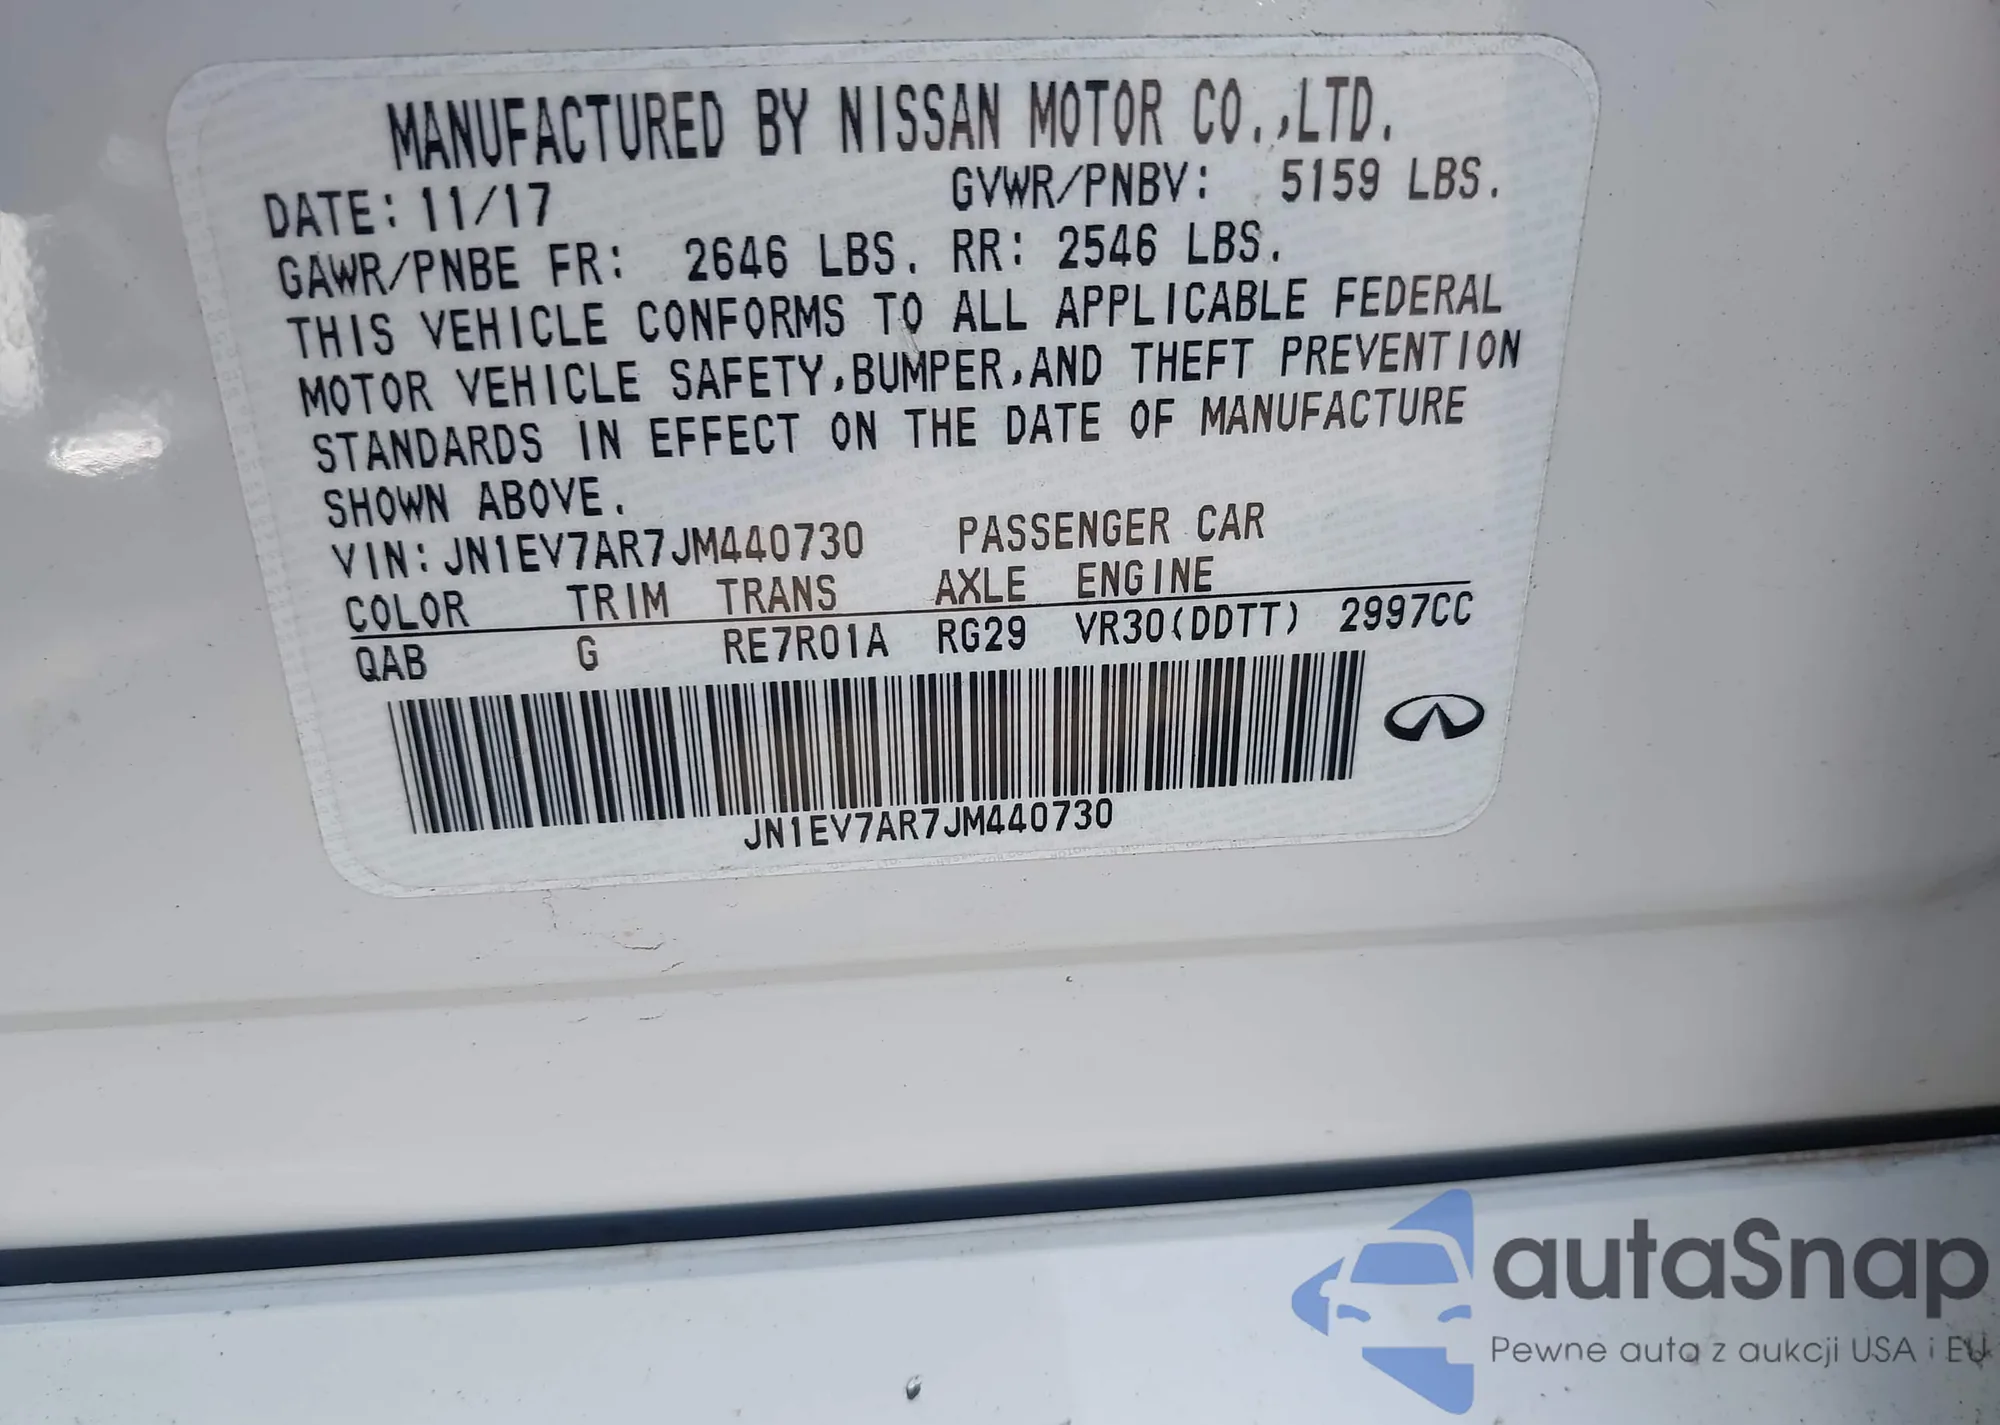 MANUFACTURED BY NISSAN MOTOR CO.,LTD.
DATE: 11/17 GVWR/PNBV: 5159 LBS.
GAWR/PNBE FR: 2646 LBS. RR: 2546 LBS.
THIS VEHICLE CONFORMS TO ALL APPLICABLE FEDERAL
MOTOR VEHICLE SAFETY,BUMPER,AND THEFT PREVENTION
STANDARDS IN EFFECT ON THE DATE OF MANUFACTURE
SHOWN ABOVE.
VIN: JN1EV7AR7JM440730 PASSENGER CAR
COLOR TRIM TRANS AXLE ENGINE
QAB G RE7R01A RG29 VR30(DDTT) 2997CC
JN1EV7AR7JM440730
autaSnap
Pewne auta z aukcji USA i EU